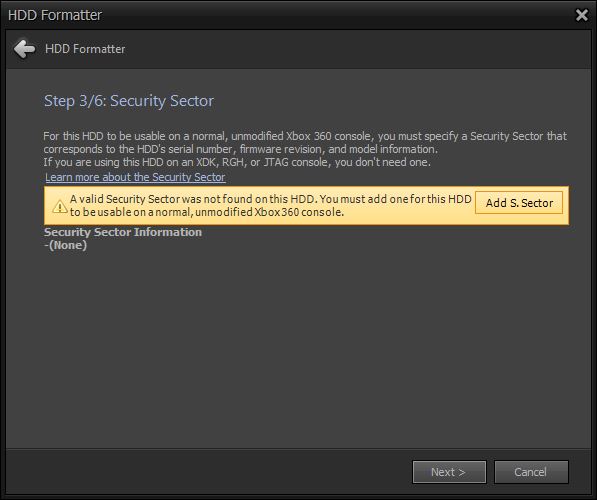 HDD Formatter
HDD Formatter
Step 3/6: Security Sector
For this HDD to be usable on a normal, unmodified Xbox 360 console, you must specify a Security Sector that
corresponds to the HDD's serial number, firmware revision, and model information.
If you are using this HDD on an XDK, RGH, or JTAG console, you don't need one.
Learn more about the Security Sector
A valid Security Sector was not found on this HDD. You must add one for this HDD
to be usable on a normal, unmodified Xbox360 console.
Add S. Sector
Security Sector Information
-(None)
Next >
Cancel